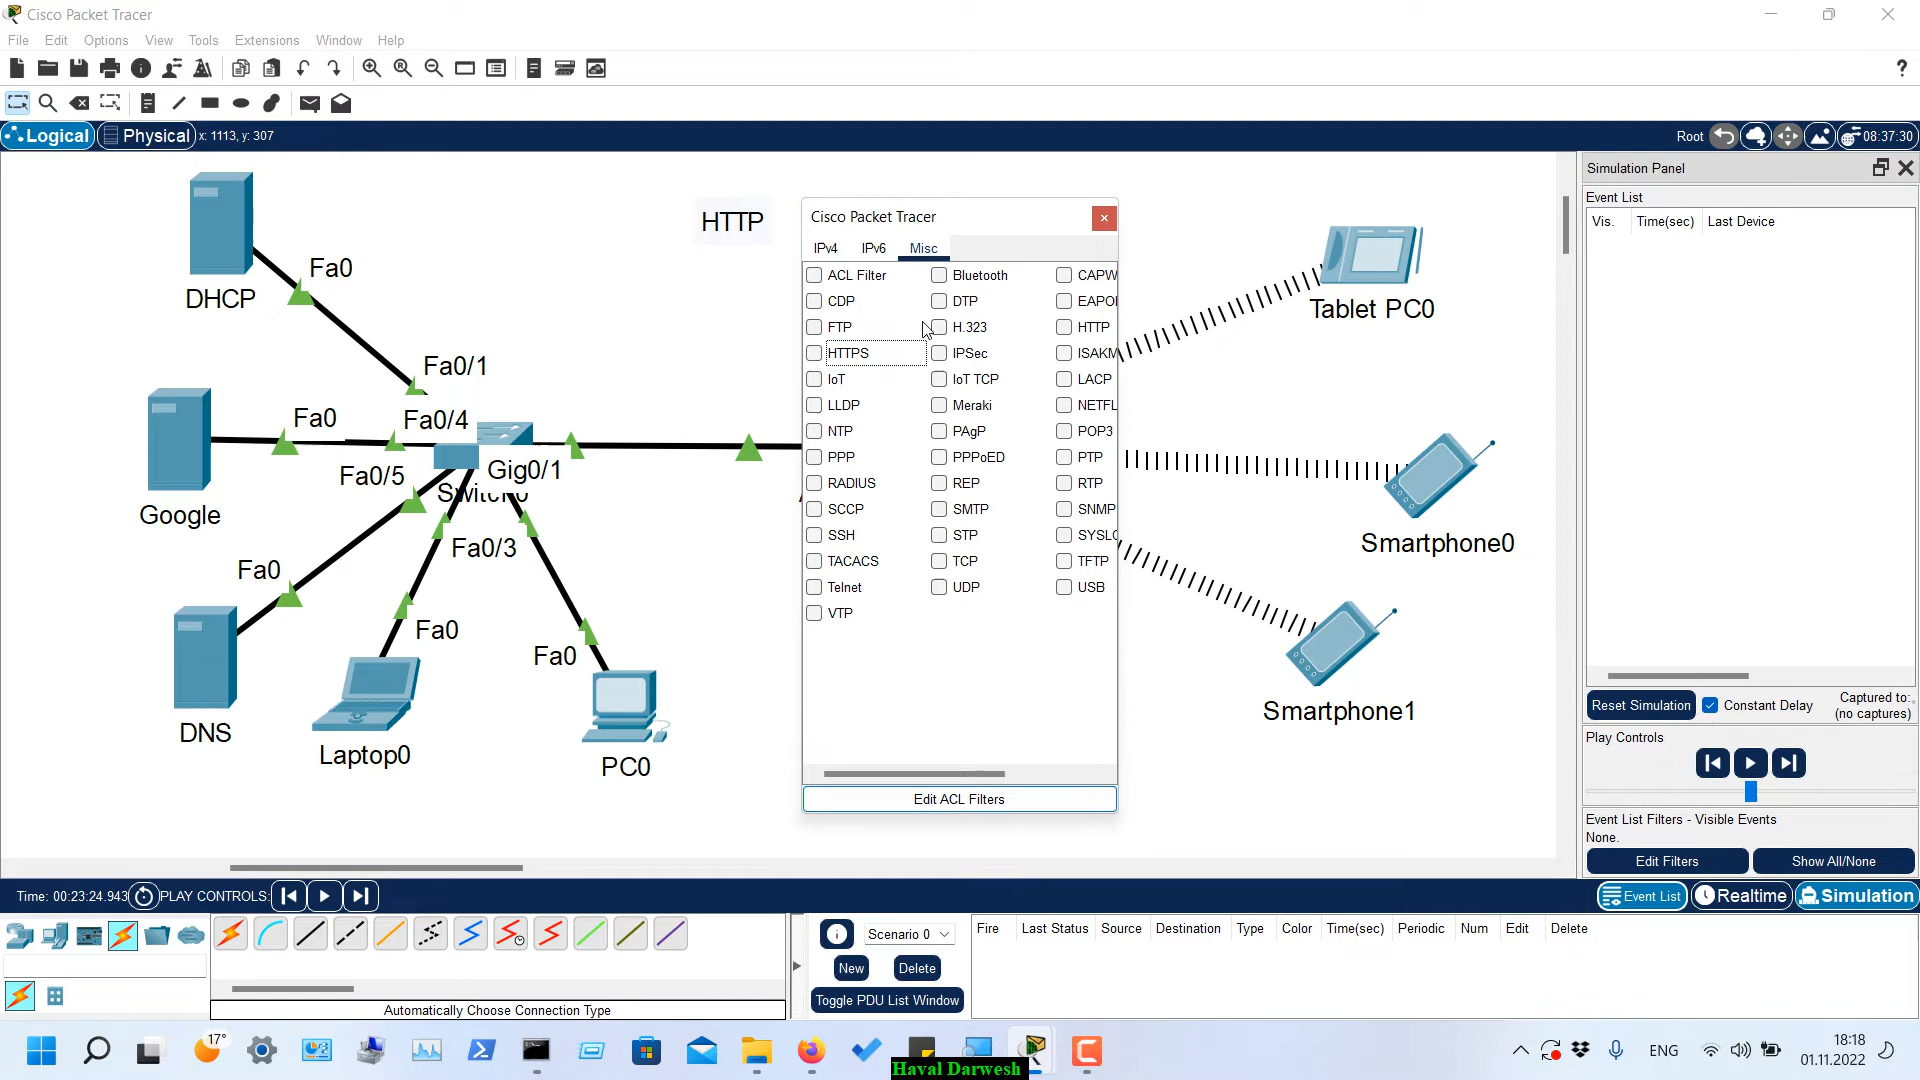 Cisco Packet Tracer
File Edit Options View Tools Extensions Window Help
Logical Physical x: 1113, y: 307
Root 08:37:30
DHCP
Fa0
Fa0/1
Google
Fa0
Fa0/4
Fa0/5
Gig0/1
Fa0/3
Fa0
DNS
Fa0
Laptop0
Fa0
PC0
HTTP
Cisco Packet Tracer
IPv4 IPv6 Misc
ACL Filter Bluetooth CAPW
CDP DTP EAPO
FTP H.323 HTTP
HTTPS IPSec ISAKM
IoT IoT TCP LACP
LLDP Meraki NETFL
NTP PAgP POP3
PPP PPPoED PTP
RADIUS REP RTP
SCCP SMTP SNMP
SSH STP SYSLO
TACACS TCP TFTP
Telnet UDP USB
VTP
Edit ACL Filters
Tablet PC0
Smartphone0
Smartphone1
Simulation Panel
Event List
Vis. Time(sec) Last Device
Reset Simulation Constant Delay Captured to:
(no captures)
Play Controls
Event List Filters - Visible Events
None.
Edit Filters Show All/None
Time: 00:23:24.943 PLAY CONTROLS:
Event List Realtime Simulation
Scenario 0
New Delete
Toggle PDU List Window
Fire Last Status Source Destination Type Color Time(sec) Periodic Num Edit Delete
Automatically Choose Connection Type
17°
Haval Darwesh
ENG
18:18
01.11.2022